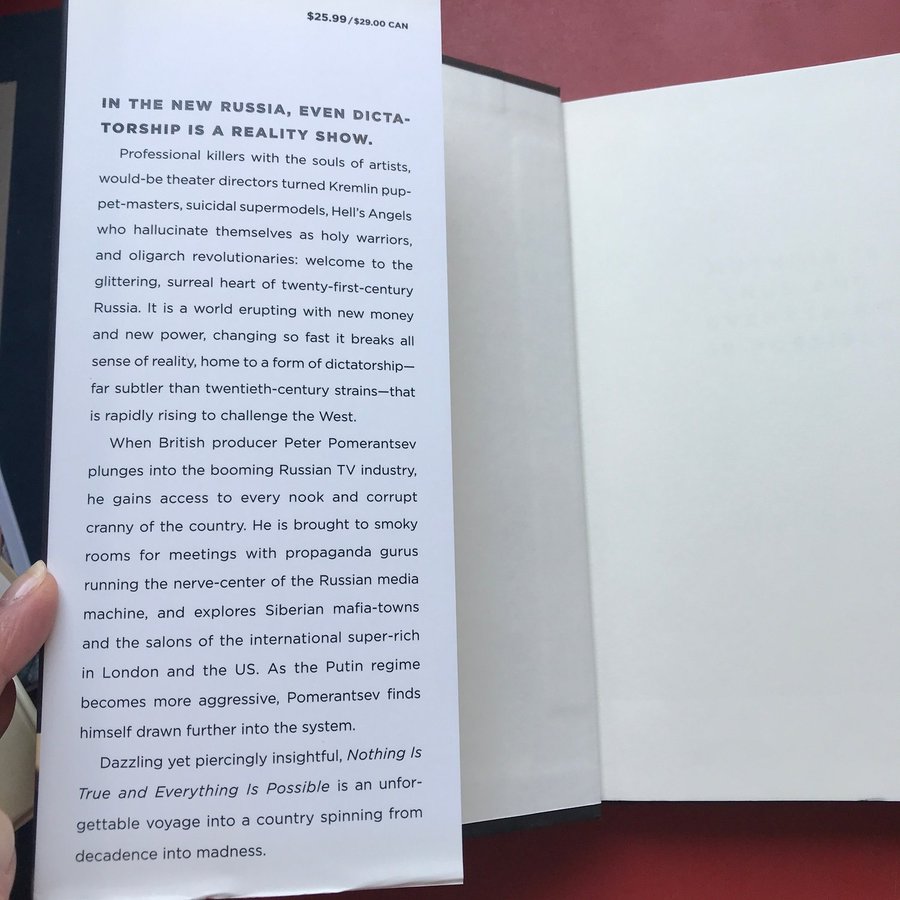 $25.99/$29.00 CAN
IN THE NEW RUSSIA, EVEN DICTA-
TORSHIP IS A REALITY SHOW.
Professional killers with the souls of artists,
would-be theater directors turned Kremlin pup-
pet-masters, suicidal supermodels, Hell's Angels
who hallucinate themselves as holy warriors,
and oligarch revolutionaries: welcome to the
glittering, surreal heart of twenty-first-century
Russia. It is a world erupting with new money
and new power, changing so fast it breaks all
sense of reality, home to a form of dictatorship—
far subtler than twentieth-century strains—that
is rapidly rising to challenge the West.
When British producer Peter Pomerantsev
plunges into the booming Russian TV industry,
he gains access to every nook and corrupt
cranny of the country. He is brought to smoky
rooms for meetings with propaganda gurus
running the nerve-center of the Russian media
machine, and explores Siberian mafia-towns
and the salons of the international super-rich
in London and the US. As the Putin regime
becomes more aggressive, Pomerantsev finds
himself drawn further into the system.
Dazzling yet piercingly insightful, Nothing Is
True and Everything Is Possible is an unfor-
gettable voyage into a country spinning from
decadence into madness.